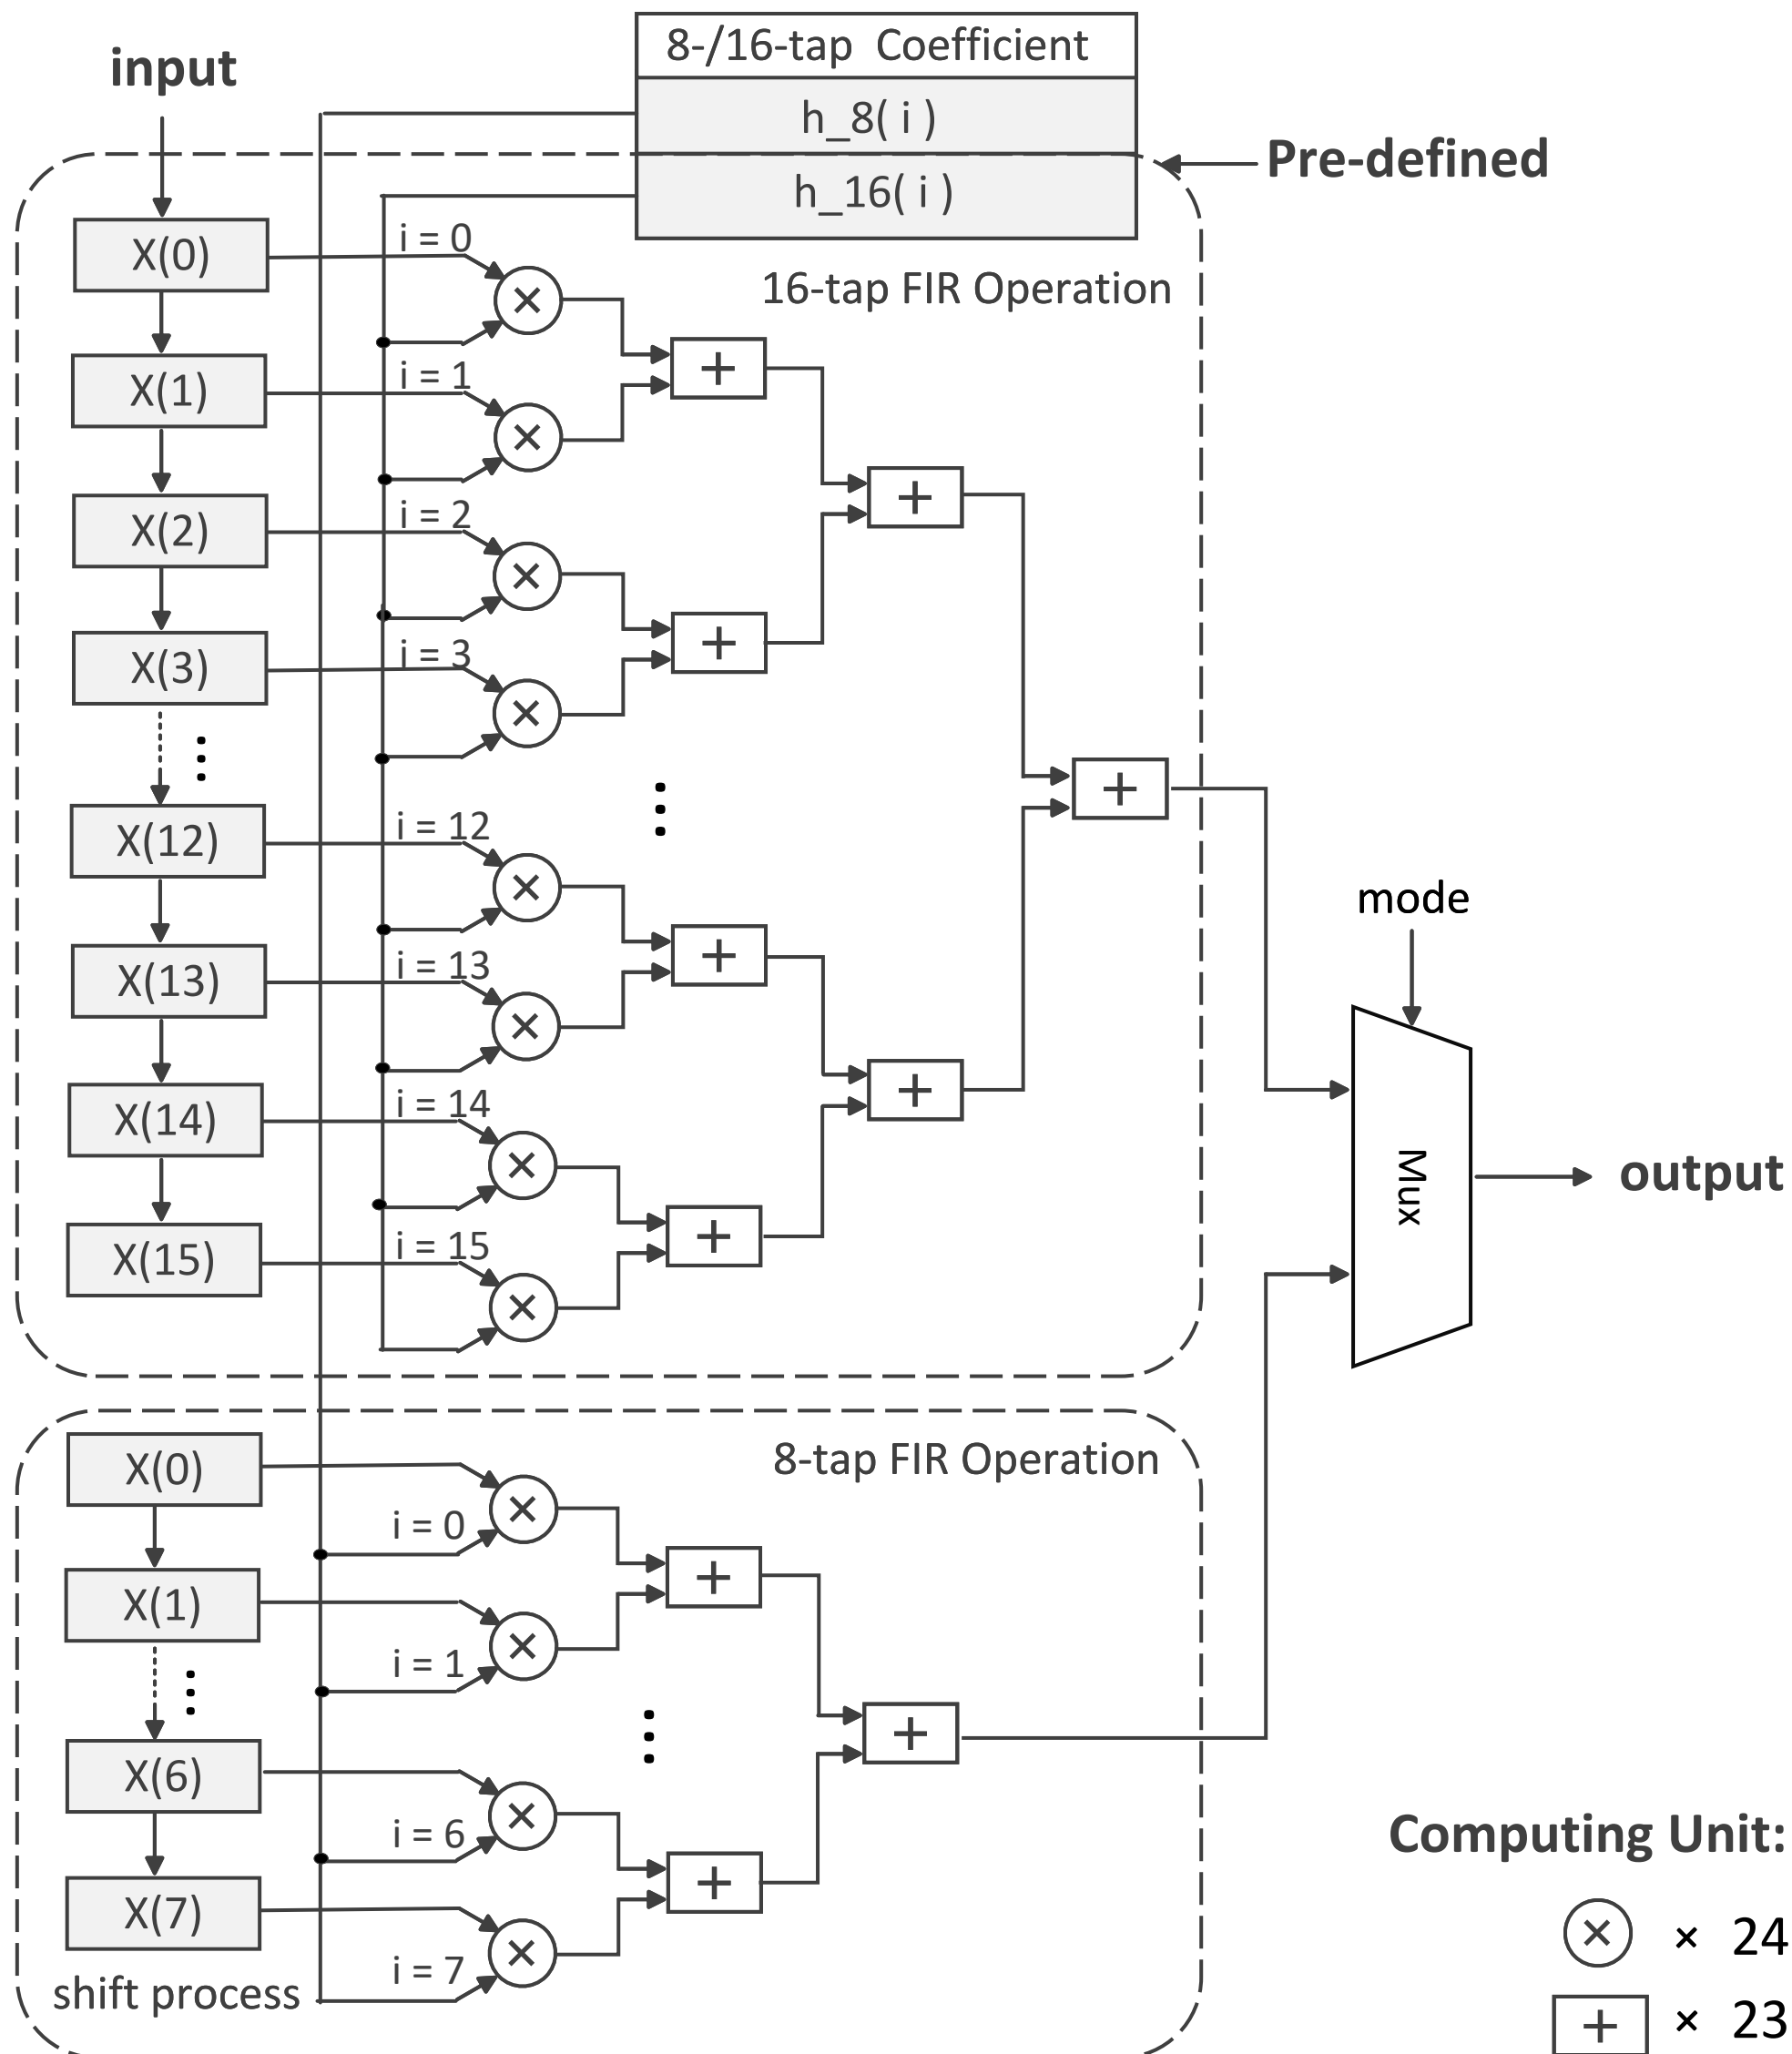 input
8-/16-tap Coefficient
h_8( i )
h_16( i )
Pre-defined
16-tap FIR Operation
X(0)
i = 0
X(1)
i = 1
X(2)
i = 2
X(3)
i = 3
X(12)
i = 12
X(13)
i = 13
X(14)
i = 14
X(15)
i = 15
mode
Mux
output
8-tap FIR Operation
X(0)
i = 0
X(1)
i = 1
X(6)
i = 6
X(7)
i = 7
shift process
Computing Unit:
× 24
+ × 23